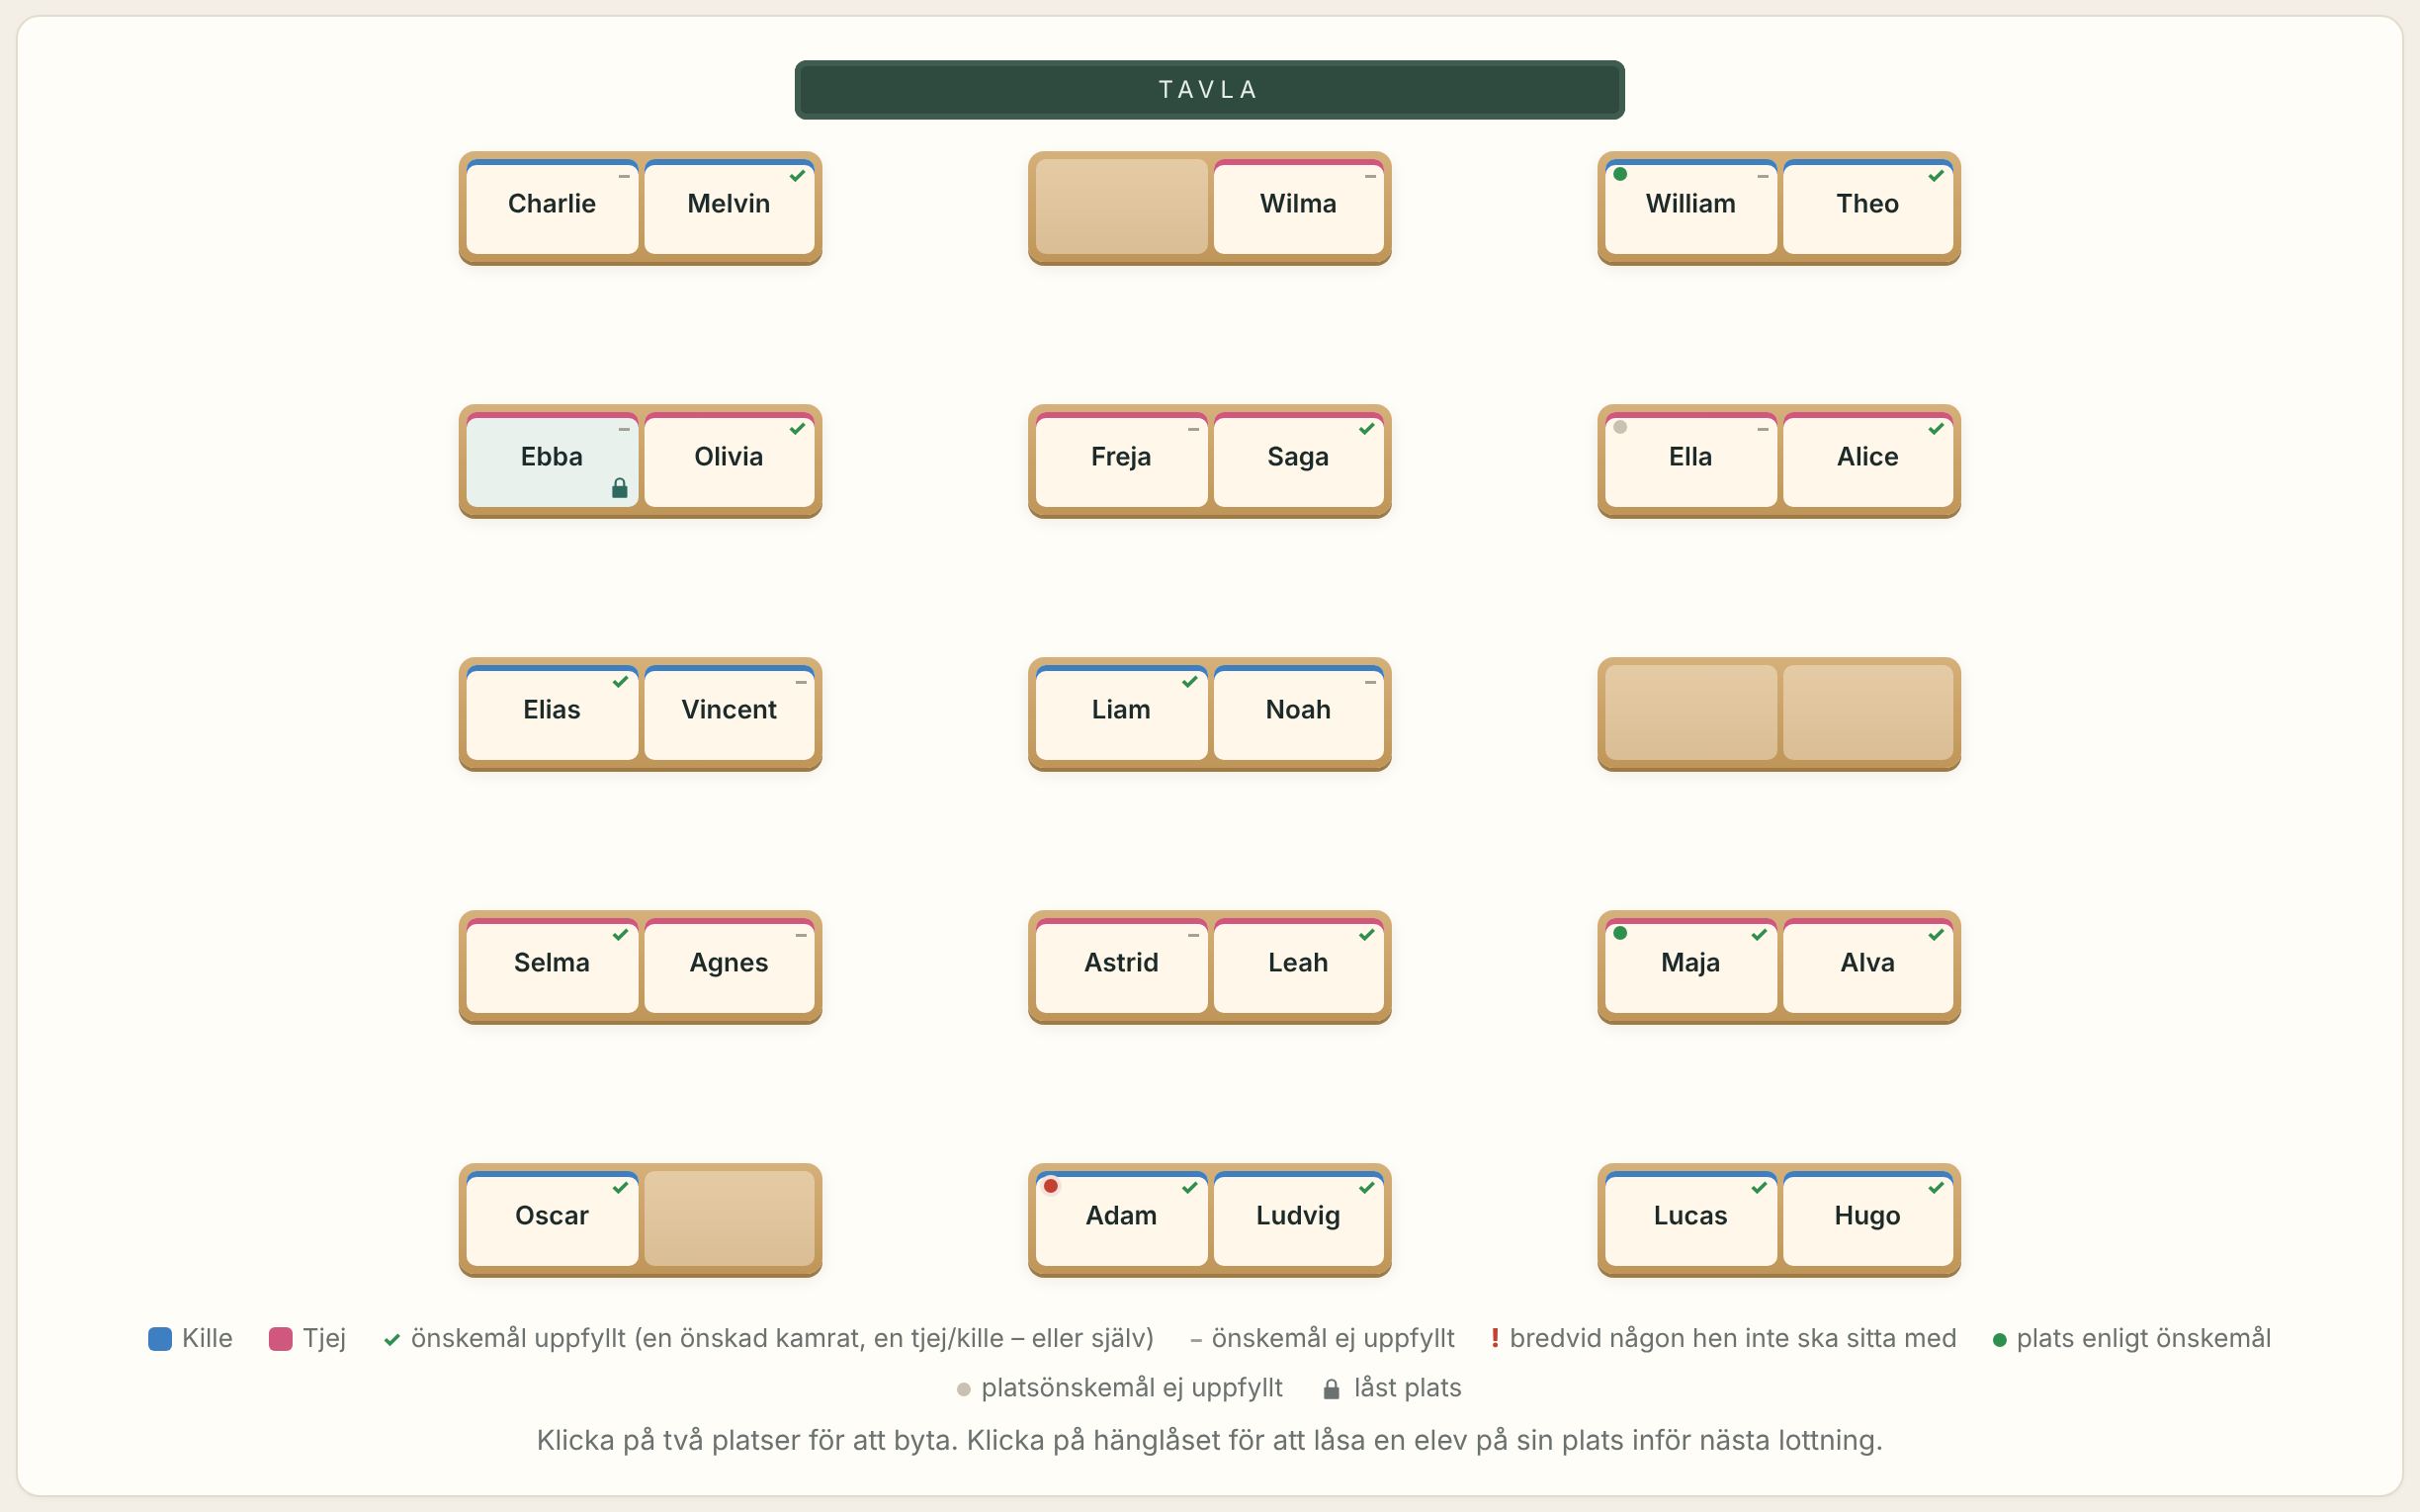 TAVLA
Charlie Melvin Wilma William Theo
Ebba Olivia Freja Saga Ella Alice
Elias Vincent Liam Noah
Selma Agnes Astrid Leah Maja Alva
Oscar Adam Ludvig Lucas Hugo
Kille Tjej önskemål uppfyllt (en önskad kamrat, en tjej/kille – eller själv) – önskemål ej uppfyllt ! bredvid någon hen inte ska sitta med plats enligt önskemål
platsönskemål ej uppfyllt låst plats
Klicka på två platser för att byta. Klicka på hänglåset för att låsa en elev på sin plats inför nästa lottning.